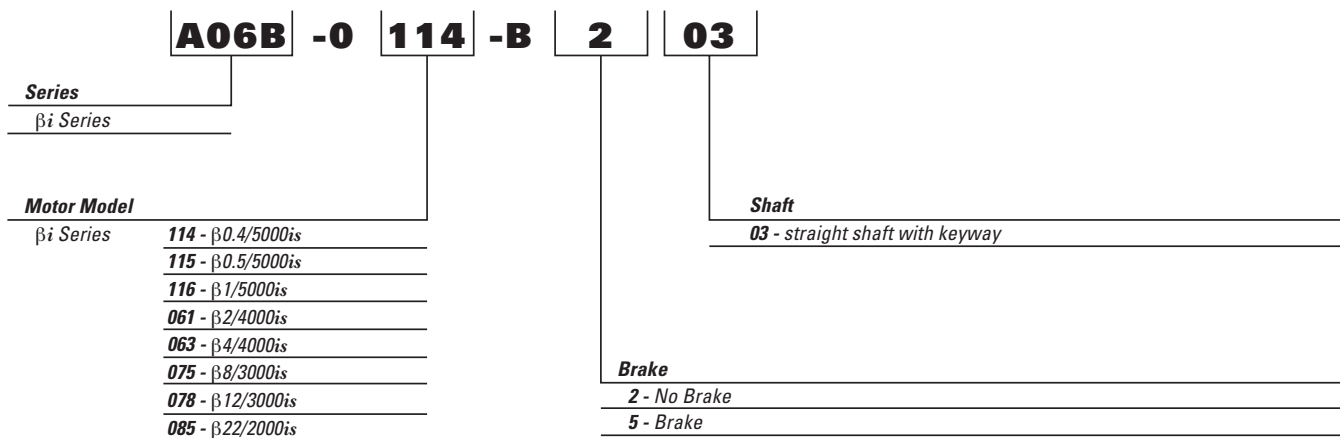 A06B -0 114 -B 2 03
Series
βi Series
Motor Model
βi Series
114 - β0.4/5000is
115 - β0.5/5000is
116 - β1/5000is
061 - β2/4000is
063 - β4/4000is
075 - β8/3000is
078 - β12/3000is
085 - β22/2000is
Shaft
03 - straight shaft with keyway
Brake
2 - No Brake
5 - Brake